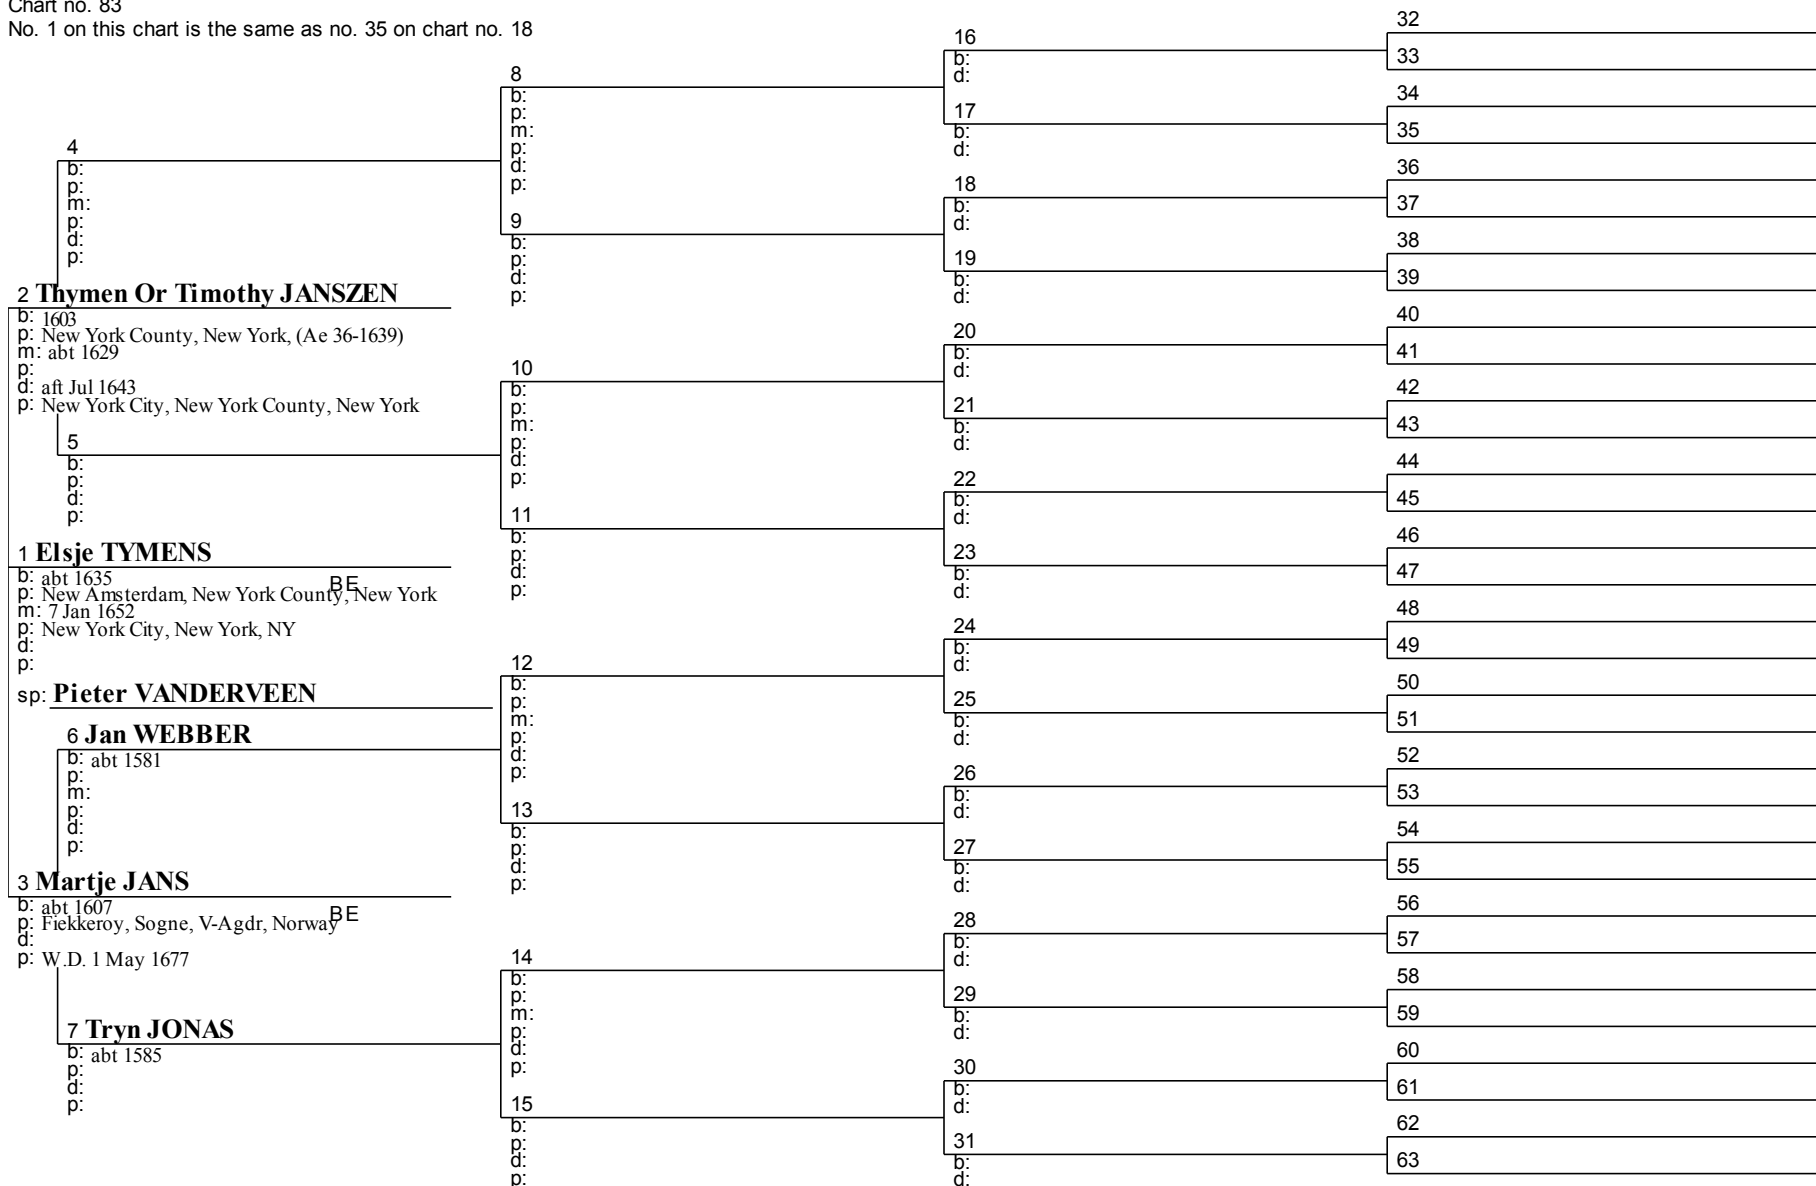 Chart no. 83
No. 1 on this chart is the same as no. 35 on chart no. 18
4
b:
p:
m:
p:
d:
p:
2 Thymen Or Timothy JANSZEN
b: 1603
p: New York County, New York, (Ae 36-1639)
m: abt 1629
p:
d: aft Jul 1643
p: New York City, New York County, New York
5
b:
p:
d:
p:
1 Elsje TYMENS
b: abt 1635
BE
p: New Amsterdam, New York County, New York
m: 7 Jan 1652
p: New York City, New York, NY
d:
p:
sp: Pieter VANDERVEEN
6 Jan WEBBER
b: abt 1581
p:
m:
p:
d:
p:
3 Martje JANS
b: abt 1607
BE
p: Fiekkeroy, Sogne, V-Agdr, Norway
d:
p: W.D. 1 May 1677
7 Tryn JONAS
b: abt 1585
p:
d:
p:
8
b:
p:
m:
p:
d:
p:
9
b:
p:
d:
p:
10
b:
p:
m:
p:
d:
p:
11
b:
p:
d:
p:
12
b:
p:
m:
p:
d:
p:
13
b:
p:
d:
p:
14
b:
p:
m:
p:
d:
p:
15
b:
p:
d:
p:
16
b:
d:
17
b:
d:
18
b:
d:
19
b:
d:
20
b:
d:
21
b:
d:
22
b:
d:
23
b:
d:
24
b:
d:
25
b:
d:
26
b:
d:
27
b:
d:
28
b:
d:
29
b:
d:
30
b:
d:
31
b:
d:
32
33
34
35
36
37
38
39
40
41
42
43
44
45
46
47
48
49
50
51
52
53
54
55
56
57
58
59
60
61
62
63